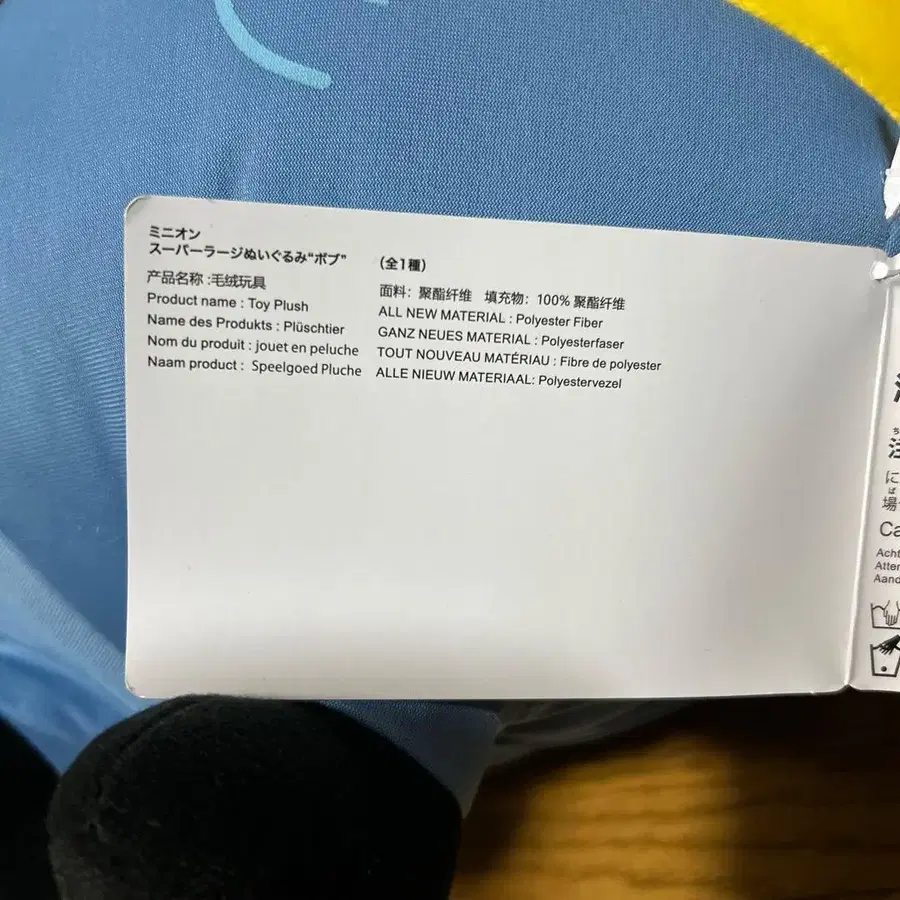 ミニオン
スーパーラージぬいぐるみ“ボブ” （全1種）
产品名称 :毛绒玩具
Product name : Toy Plush
Name des Produkts : Plüschtier
Nom du produit : jouet en peluche
Naam product : Speelgoed Pluche
面料：聚酯纤维 填充物：100% 聚酯纤维
ALL NEW MATERIAL : Polyester Fiber
GANZ NEUES MATERIAL : Polyesterfaser
TOUT NOUVEAU MATÉRIAU : Fibre de polyester
ALLE NIEUW MATERIAAL: Polyestervezel
に
場